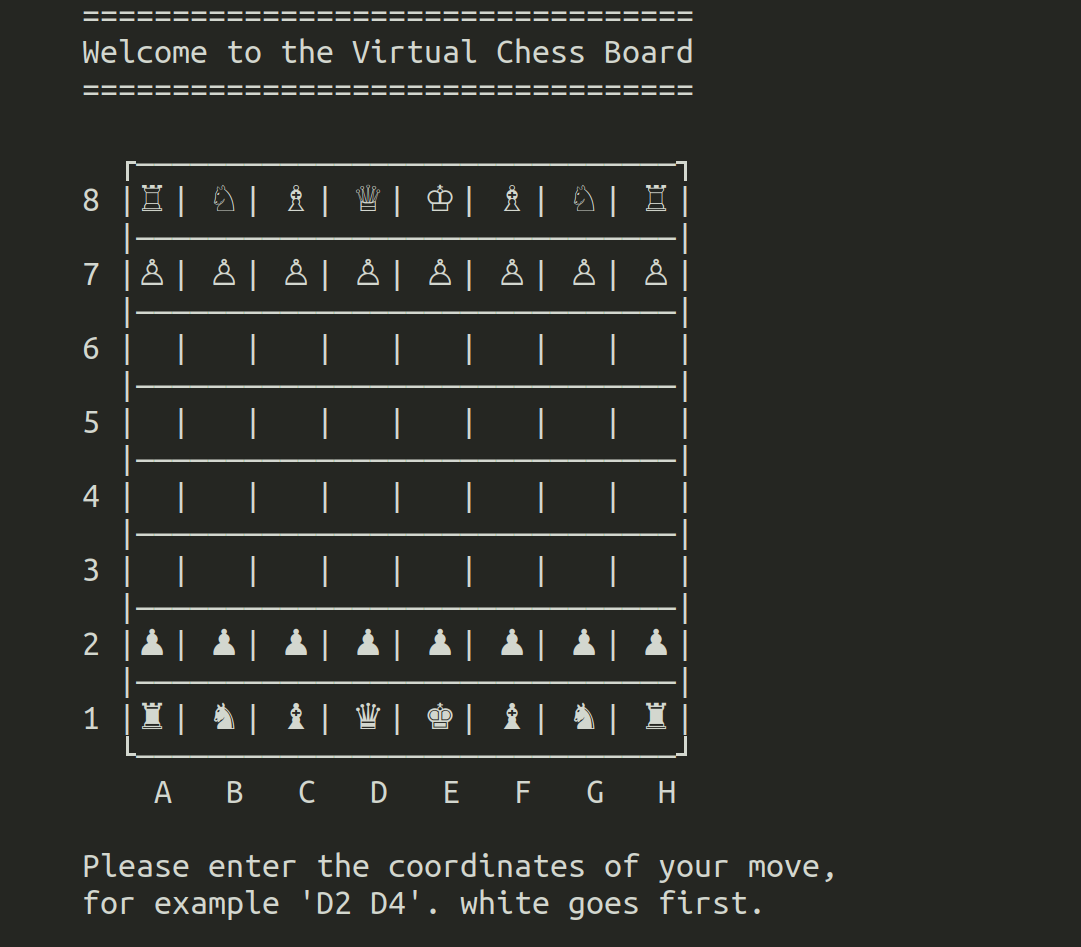 ==================================
Welcome to the Virtual Chess Board
==================================
8 |♖| ♘| ♗| ♕| ♔| ♗| ♘| ♖|
7 |♙| ♙| ♙| ♙| ♙| ♙| ♙| ♙|
6 | | | | | | | | |
5 | | | | | | | | |
4 | | | | | | | | |
3 | | | | | | | | |
2 |♟| ♟| ♟| ♟| ♟| ♟| ♟| ♟|
1 |♜| ♞| ♝| ♛| ♚| ♝| ♞| ♜|
A B C D E F G H
Please enter the coordinates of your move,
for example 'D2 D4'. white goes first.